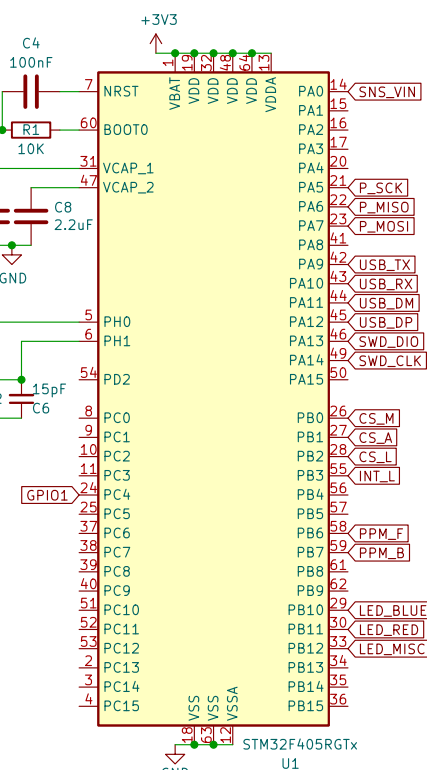 +3V3
C4
100nF
1 19 32 48 64 13
VBAT VDD VDD VDD VDD VDDA
7 NRST PA0 14 SNS_VIN
PA1 15
R1 60 BOOT0 PA2 16
10K PA3 17
31 VCAP_1 PA4 20
47 VCAP_2 PA5 21 P_SCK
C8 PA6 22 P_MISO
2.2uF PA7 23 P_MOSI
PA8 41
GND PA9 42 USB_TX
PA10 43 USB_RX
PA11 44 USB_DM
5 PH0 PA12 45 USB_DP
6 PH1 PA13 46 SWD_DIO
PA14 49 SWD_CLK
54 PD2 PA15 50
15pF
C6
8 PC0 PB0 26 CS_M
9 PC1 PB1 27 CS_A
10 PC2 PB2 28 CS_L
11 PC3 PB3 55 INT_L
GPIO1 24 PC4 PB4 56
25 PC5 PB5 57
37 PC6 PB6 58 PPM_F
38 PC7 PB7 59 PPM_B
39 PC8 PB8 61
40 PC9 PB9 62
51 PC10 PB10 29 LED_BLUE
52 PC11 PB11 30 LED_RED
53 PC12 PB12 33 LED_MISC
2 PC13 PB13 34
3 PC14 PB14 35
4 PC15 PB15 36
VSS VSS VSSA
18 63 12
STM32F405RGTx
U1
GND